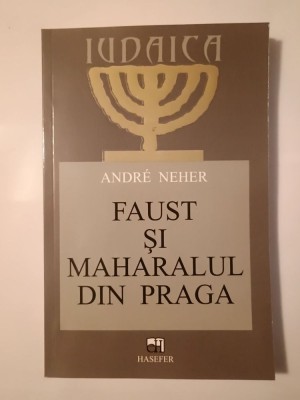 IUDAICA
ANDRÉ NEHER
FAUST
ŞI
MAHARALUL
DIN PRAGA
HASEFER